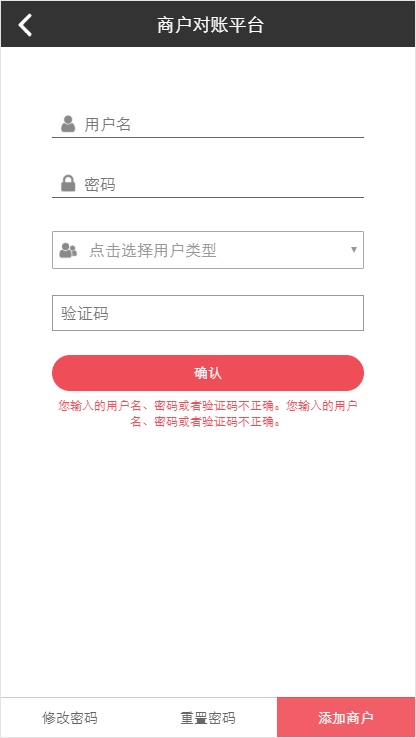 商户对账平台
用户名
密码
点击选择用户类型
验证码
确认
您输入的用户名、密码或者验证码不正确。您输入的用户
名、密码或者验证码不正确。
修改密码 重置密码 添加商户